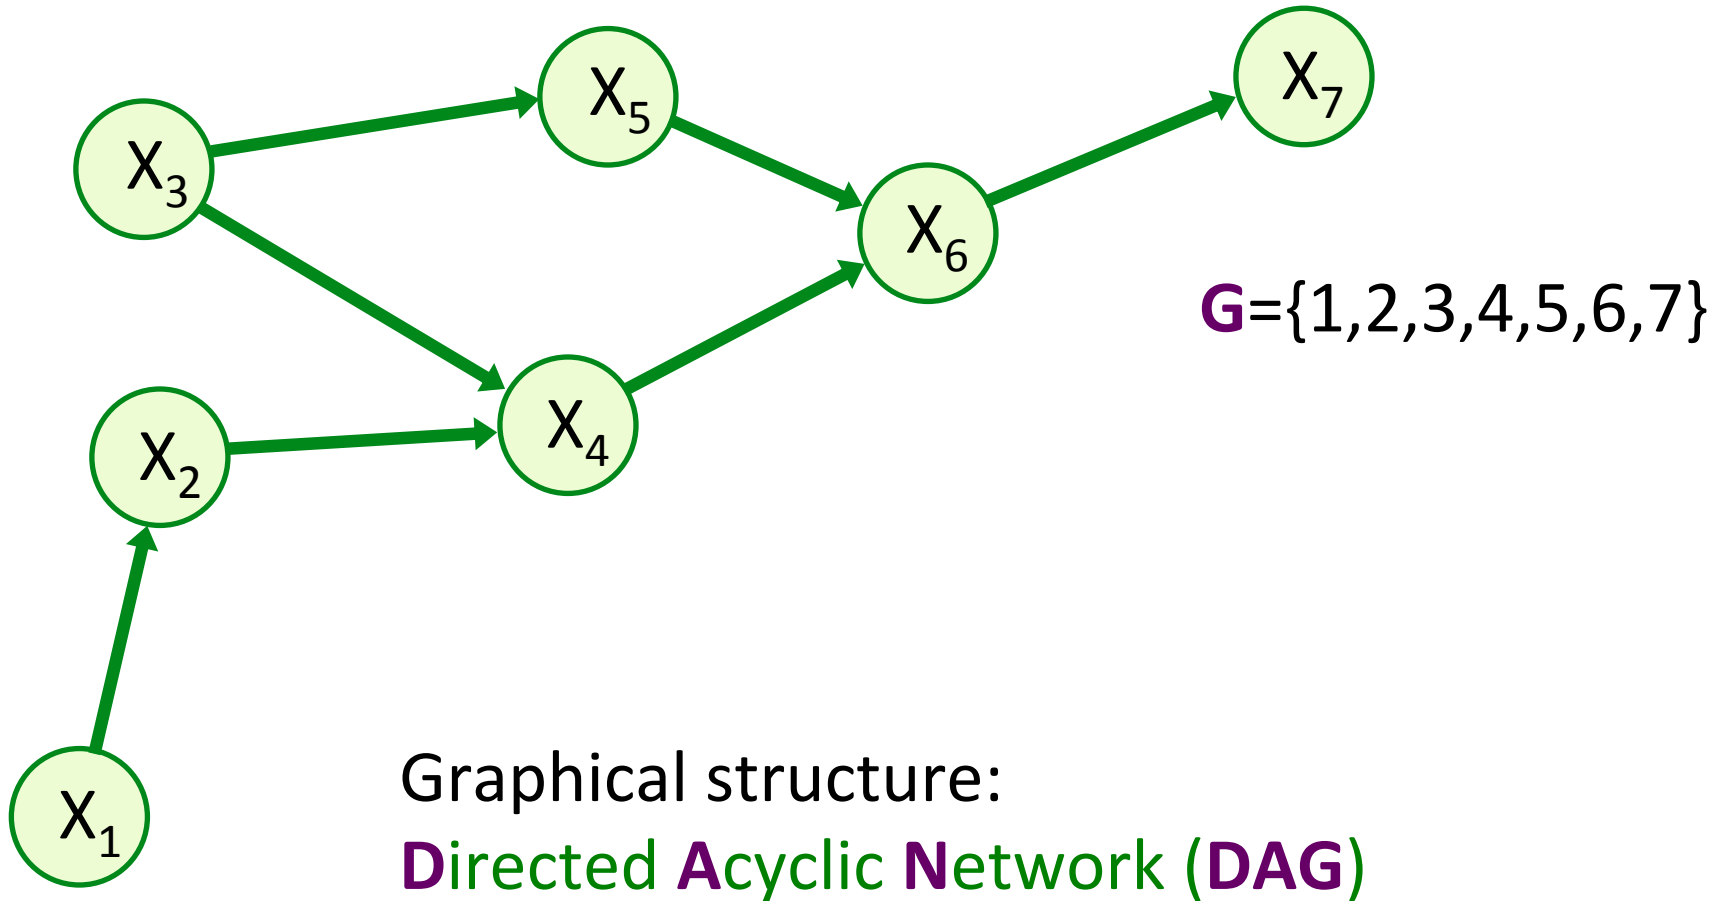 X₅
X₇
X₃
X₆
G={1,2,3,4,5,6,7}
X₂
X₄
X₁
Graphical structure:
Directed Acyclic Network (DAG)